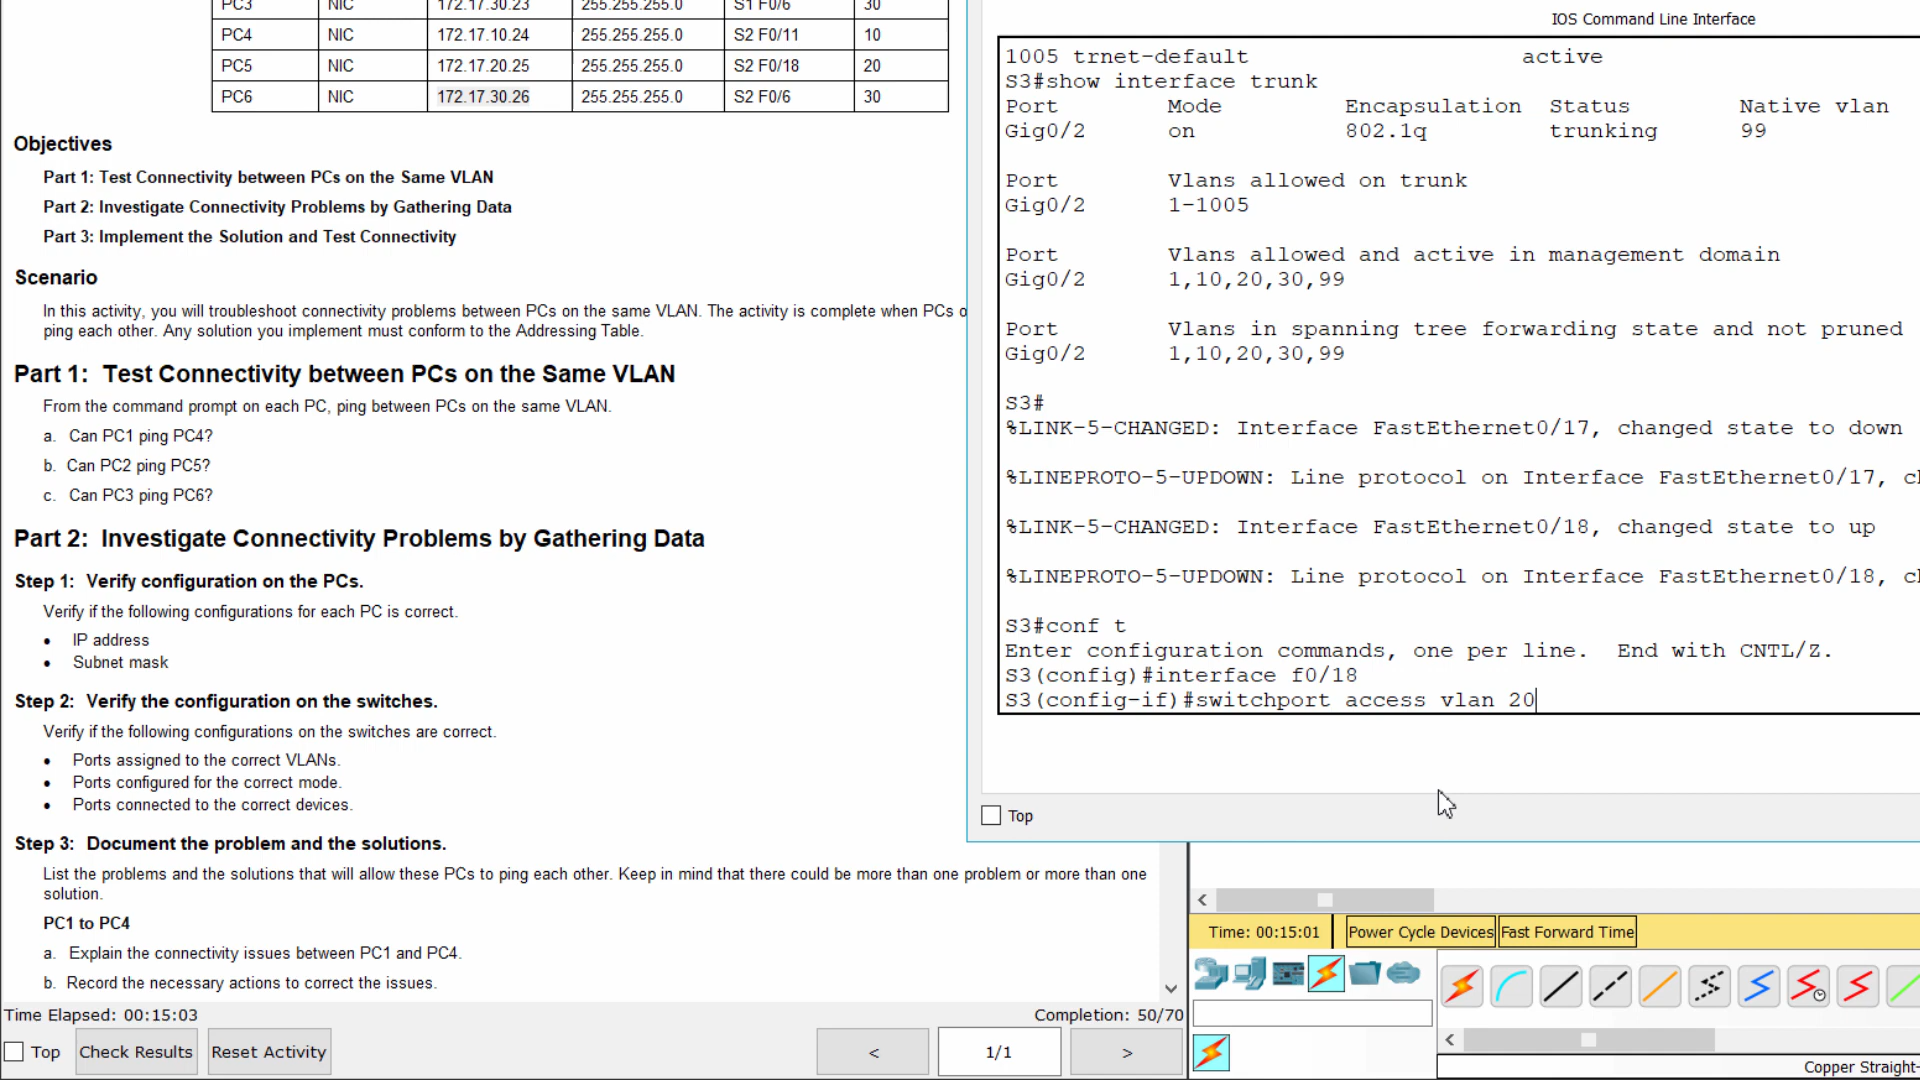 PC3 NIC 172.17.30.23 255.255.255.0 S1 F0/6 30
PC4 NIC 172.17.10.24 255.255.255.0 S2 F0/11 10
PC5 NIC 172.17.20.25 255.255.255.0 S2 F0/18 20
PC6 NIC 172.17.30.26 255.255.255.0 S2 F0/6 30
Objectives
Part 1: Test Connectivity between PCs on the Same VLAN
Part 2: Investigate Connectivity Problems by Gathering Data
Part 3: Implement the Solution and Test Connectivity
Scenario
In this activity, you will troubleshoot connectivity problems between PCs on the same VLAN. The activity is complete when PCs o
ping each other. Any solution you implement must conform to the Addressing Table.
Part 1: Test Connectivity between PCs on the Same VLAN
From the command prompt on each PC, ping between PCs on the same VLAN.
a. Can PC1 ping PC4?
b. Can PC2 ping PC5?
c. Can PC3 ping PC6?
Part 2: Investigate Connectivity Problems by Gathering Data
Step 1: Verify configuration on the PCs.
Verify if the following configurations for each PC is correct.
• IP address
• Subnet mask
Step 2: Verify the configuration on the switches.
Verify if the following configurations on the switches are correct.
• Ports assigned to the correct VLANs.
• Ports configured for the correct mode.
• Ports connected to the correct devices.
Step 3: Document the problem and the solutions.
List the problems and the solutions that will allow these PCs to ping each other. Keep in mind that there could be more than one problem or more than one
solution.
PC1 to PC4
a. Explain the connectivity issues between PC1 and PC4.
b. Record the necessary actions to correct the issues.
Time Elapsed: 00:15:03
Completion: 50/70
Top
Check Results
Reset Activity
<
1/1
>
IOS Command Line Interface
1005 trnet-default active
S3#show interface trunk
Port Mode Encapsulation Status Native vlan
Gig0/2 on 802.1q trunking 99
Port Vlans allowed on trunk
Gig0/2 1-1005
Port Vlans allowed and active in management domain
Gig0/2 1,10,20,30,99
Port Vlans in spanning tree forwarding state and not pruned
Gig0/2 1,10,20,30,99
S3#
%LINK-5-CHANGED: Interface FastEthernet0/17, changed state to down
%LINEPROTO-5-UPDOWN: Line protocol on Interface FastEthernet0/17, c
%LINK-5-CHANGED: Interface FastEthernet0/18, changed state to up
%LINEPROTO-5-UPDOWN: Line protocol on Interface FastEthernet0/18, c
S3#conf t
Enter configuration commands, one per line. End with CNTL/Z.
S3(config)#interface f0/18
S3(config-if)#switchport access vlan 20
Top
<
Time: 00:15:01
Power Cycle Devices
Fast Forward Time
<
Copper Straight-